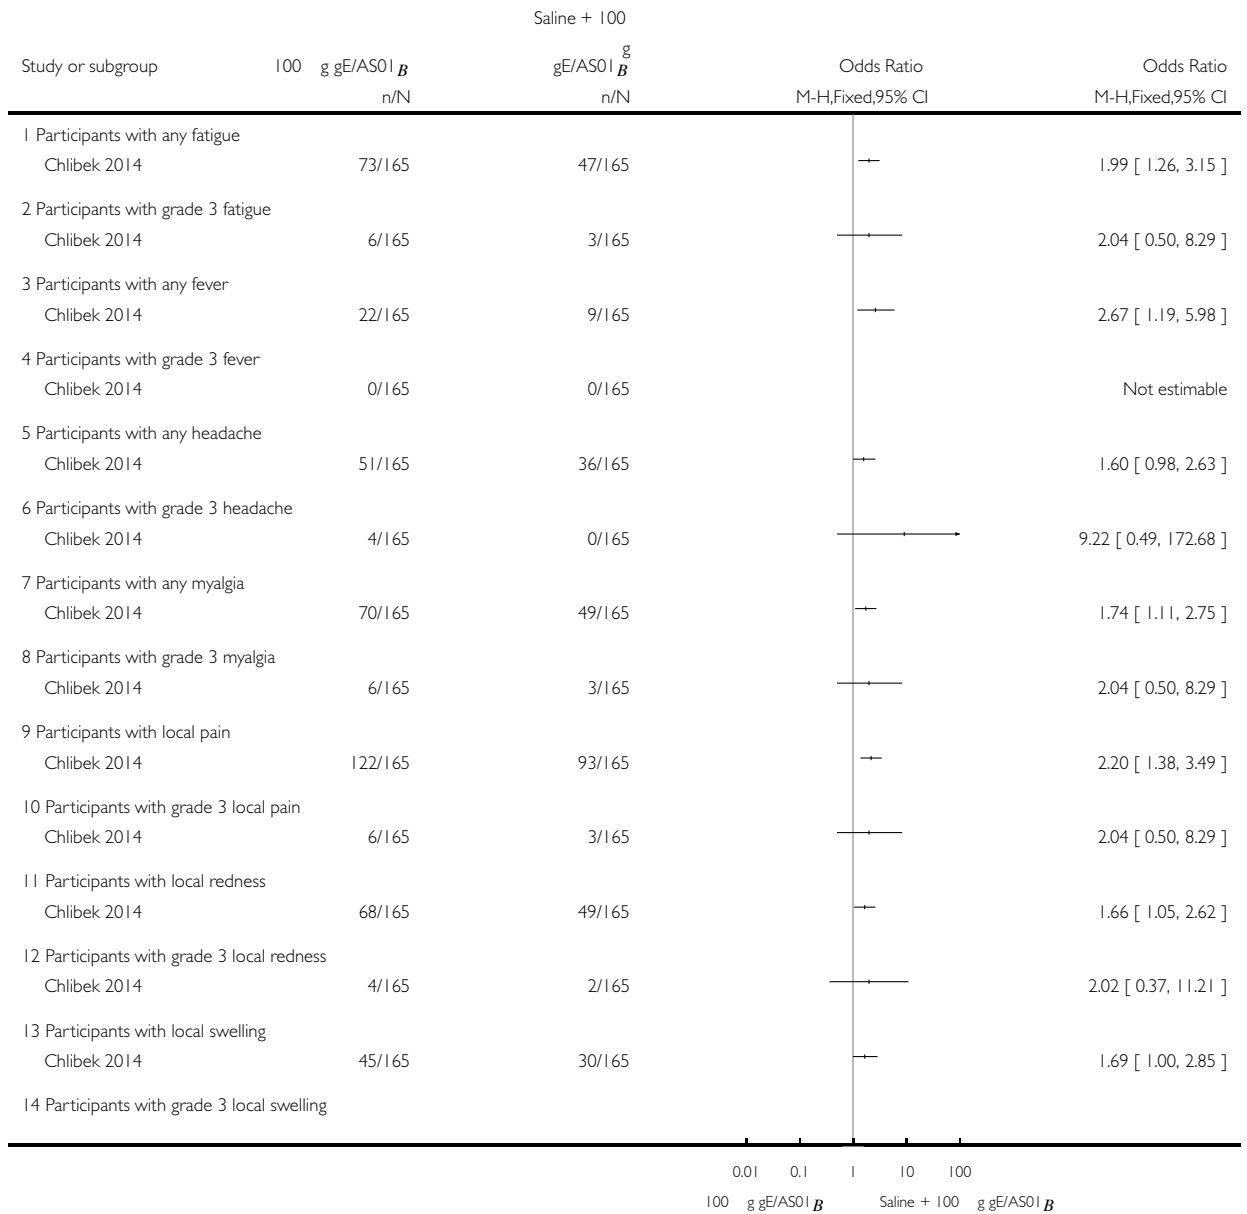 Saline + 100
g
Study or subgroup 100 g gE/AS01B gE/AS01B Odds Ratio Odds Ratio
n/N n/N M-H,Fixed,95% CI M-H,Fixed,95% CI
1 Participants with any fatigue
Chlibek 2014 73/165 47/165 1.99 [ 1.26, 3.15 ]
2 Participants with grade 3 fatigue
Chlibek 2014 6/165 3/165 2.04 [ 0.50, 8.29 ]
3 Participants with any fever
Chlibek 2014 22/165 9/165 2.67 [ 1.19, 5.98 ]
4 Participants with grade 3 fever
Chlibek 2014 0/165 0/165 Not estimable
5 Participants with any headache
Chlibek 2014 51/165 36/165 1.60 [ 0.98, 2.63 ]
6 Participants with grade 3 headache
Chlibek 2014 4/165 0/165 9.22 [ 0.49, 172.68 ]
7 Participants with any myalgia
Chlibek 2014 70/165 49/165 1.74 [ 1.11, 2.75 ]
8 Participants with grade 3 myalgia
Chlibek 2014 6/165 3/165 2.04 [ 0.50, 8.29 ]
9 Participants with local pain
Chlibek 2014 122/165 93/165 2.20 [ 1.38, 3.49 ]
10 Participants with grade 3 local pain
Chlibek 2014 6/165 3/165 2.04 [ 0.50, 8.29 ]
11 Participants with local redness
Chlibek 2014 68/165 49/165 1.66 [ 1.05, 2.62 ]
12 Participants with grade 3 local redness
Chlibek 2014 4/165 2/165 2.02 [ 0.37, 11.21 ]
13 Participants with local swelling
Chlibek 2014 45/165 30/165 1.69 [ 1.00, 2.85 ]
14 Participants with grade 3 local swelling
0.01 0.1 1 10 100
100 g gE/AS01B Saline + 100 g gE/AS01B